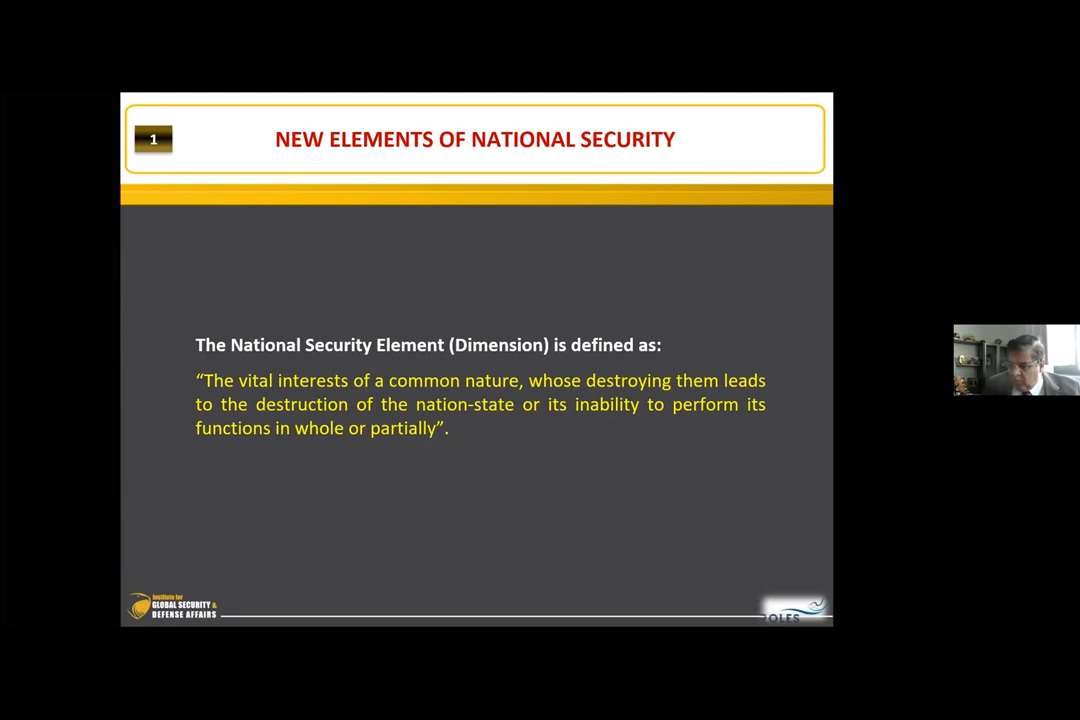 1
NEW ELEMENTS OF NATIONAL SECURITY
The National Security Element (Dimension) is defined as:
“The vital interests of a common nature, whose destroying them leads
to the destruction of the nation-state or its inability to perform its
functions in whole or partially”.
Institute for
GLOBAL SECURITY &
DEFENSE AFFAIRS